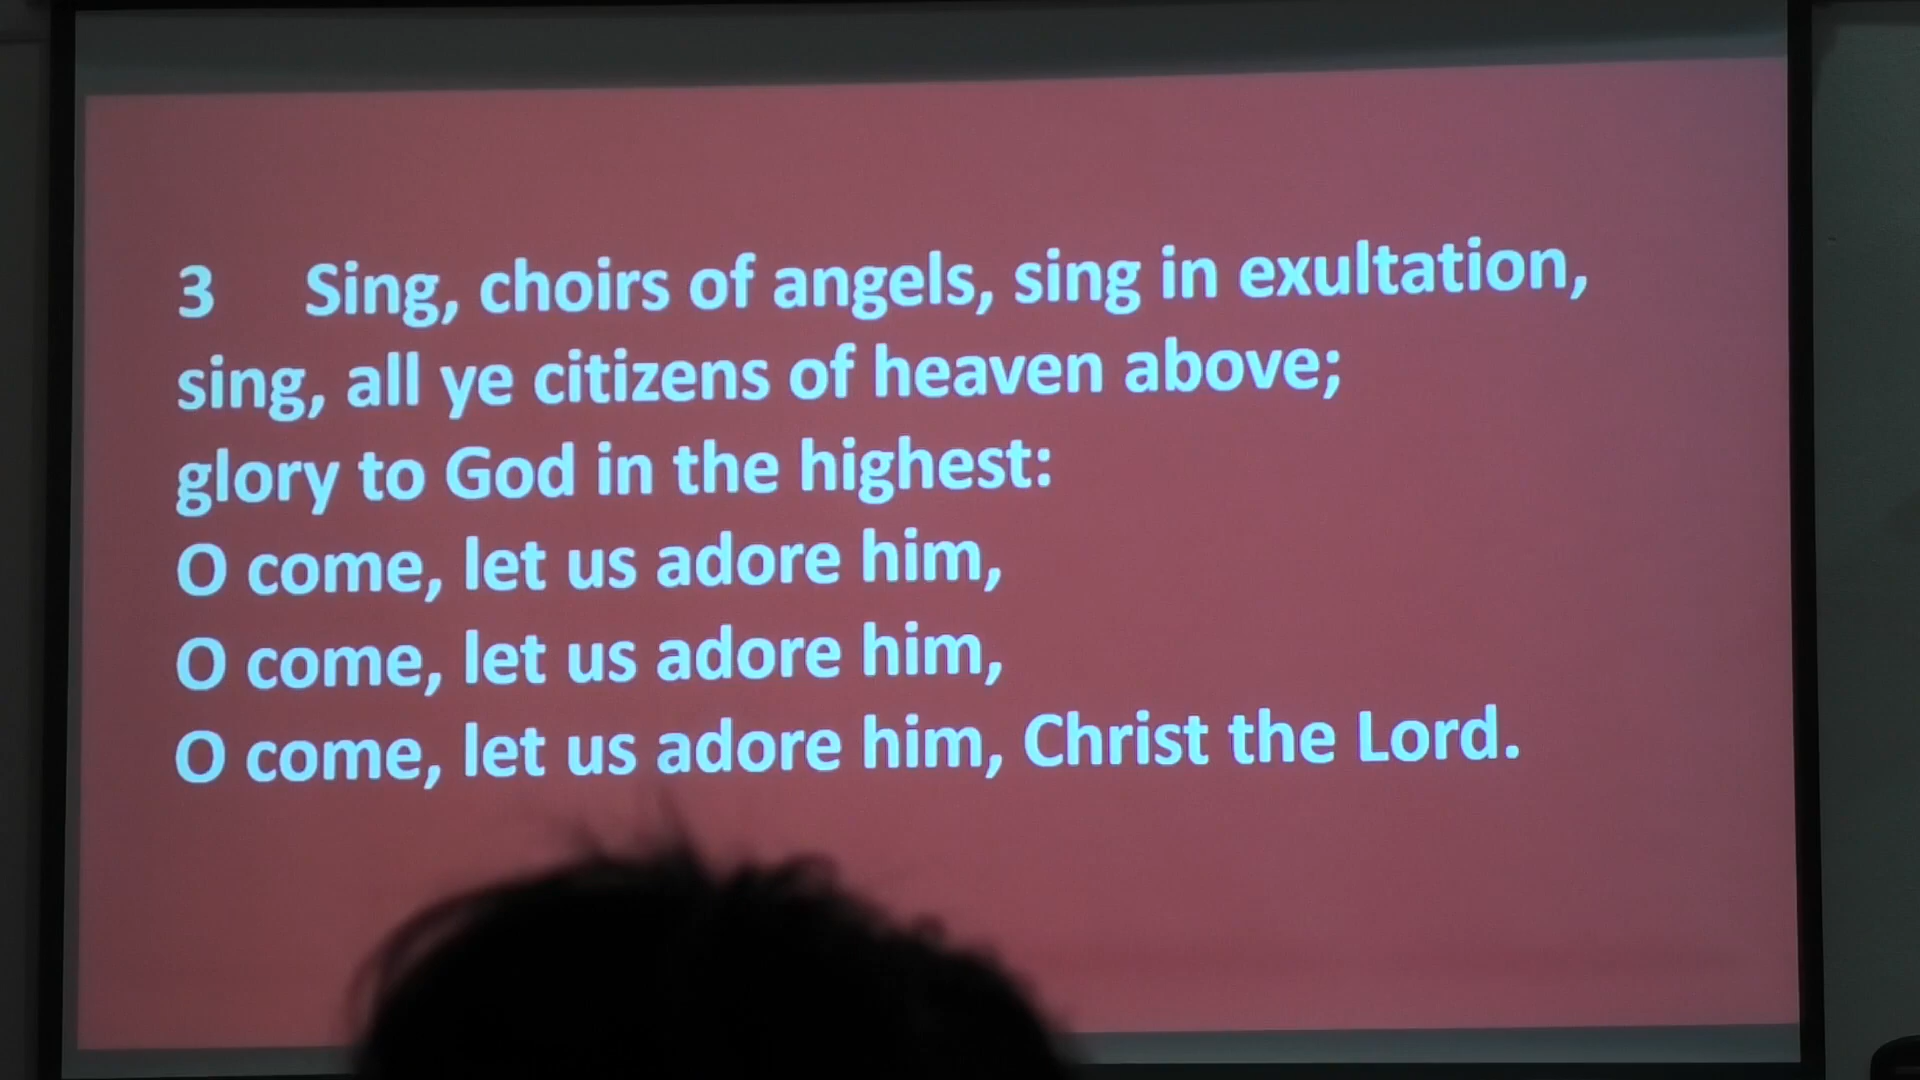 3 Sing, choirs of angels, sing in exultation,
sing, all ye citizens of heaven above;
glory to God in the highest:
O come, let us adore him,
O come, let us adore him,
O come, let us adore him, Christ the Lord.